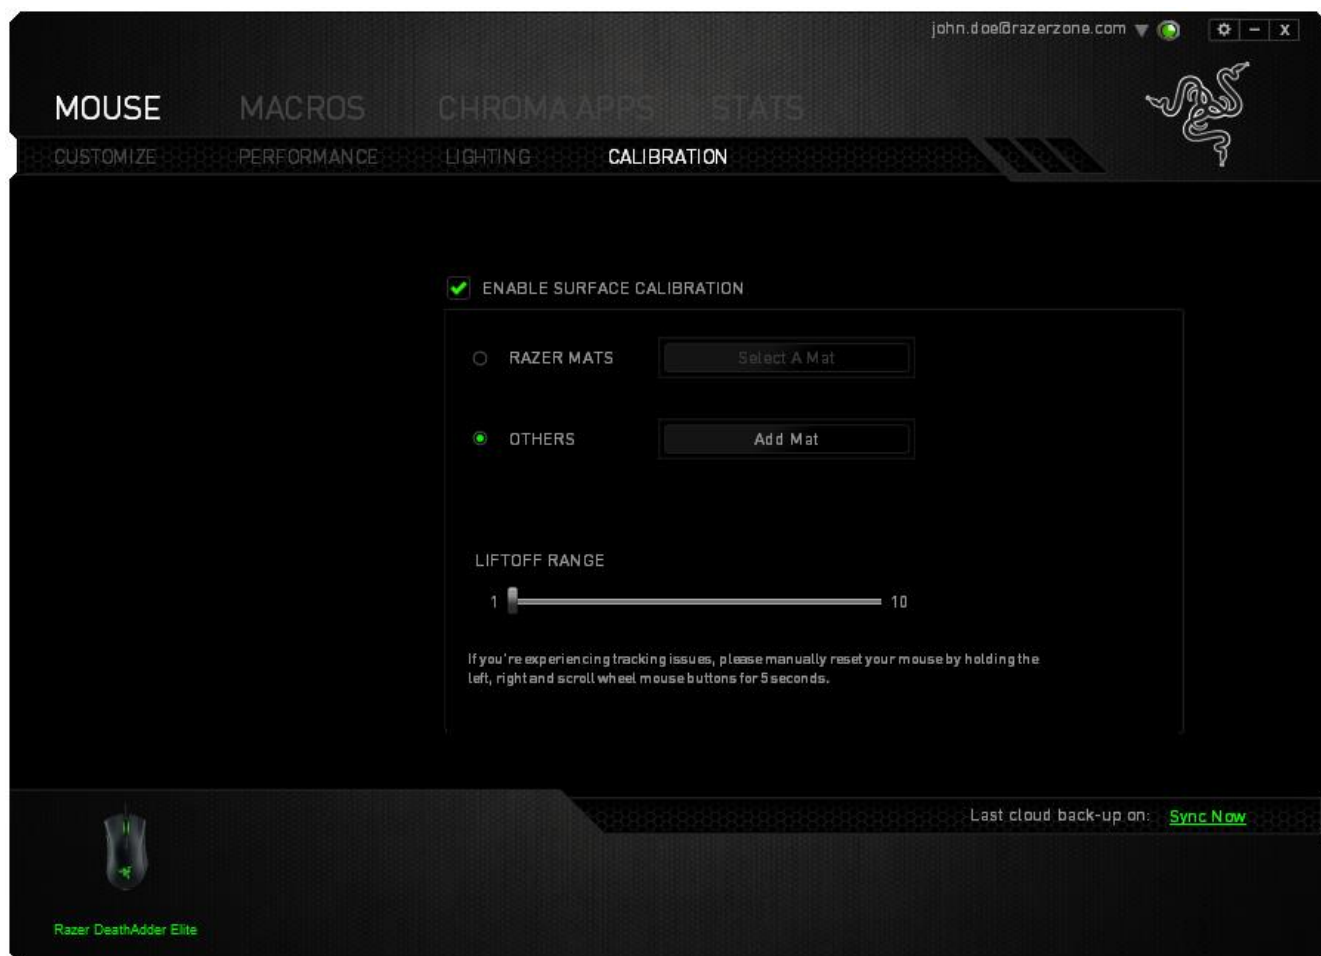 john.doe@razerzone.com
X
MOUSE MACROS CHROMA APPS STATS
CUSTOMIZE PERFORMANCE LIGHTING CALIBRATION
ENABLE SURFACE CALIBRATION
RAZER MATS Select A Mat
OTHERS Add Mat
LIFTOFF RANGE
1 10
If you're experiencing tracking issues, please manually reset your mouse by holding the
left, right and scroll wheel mouse buttons for 5 seconds.
Last cloud back-up on: Sync Now
Razer DeathAdder Elite